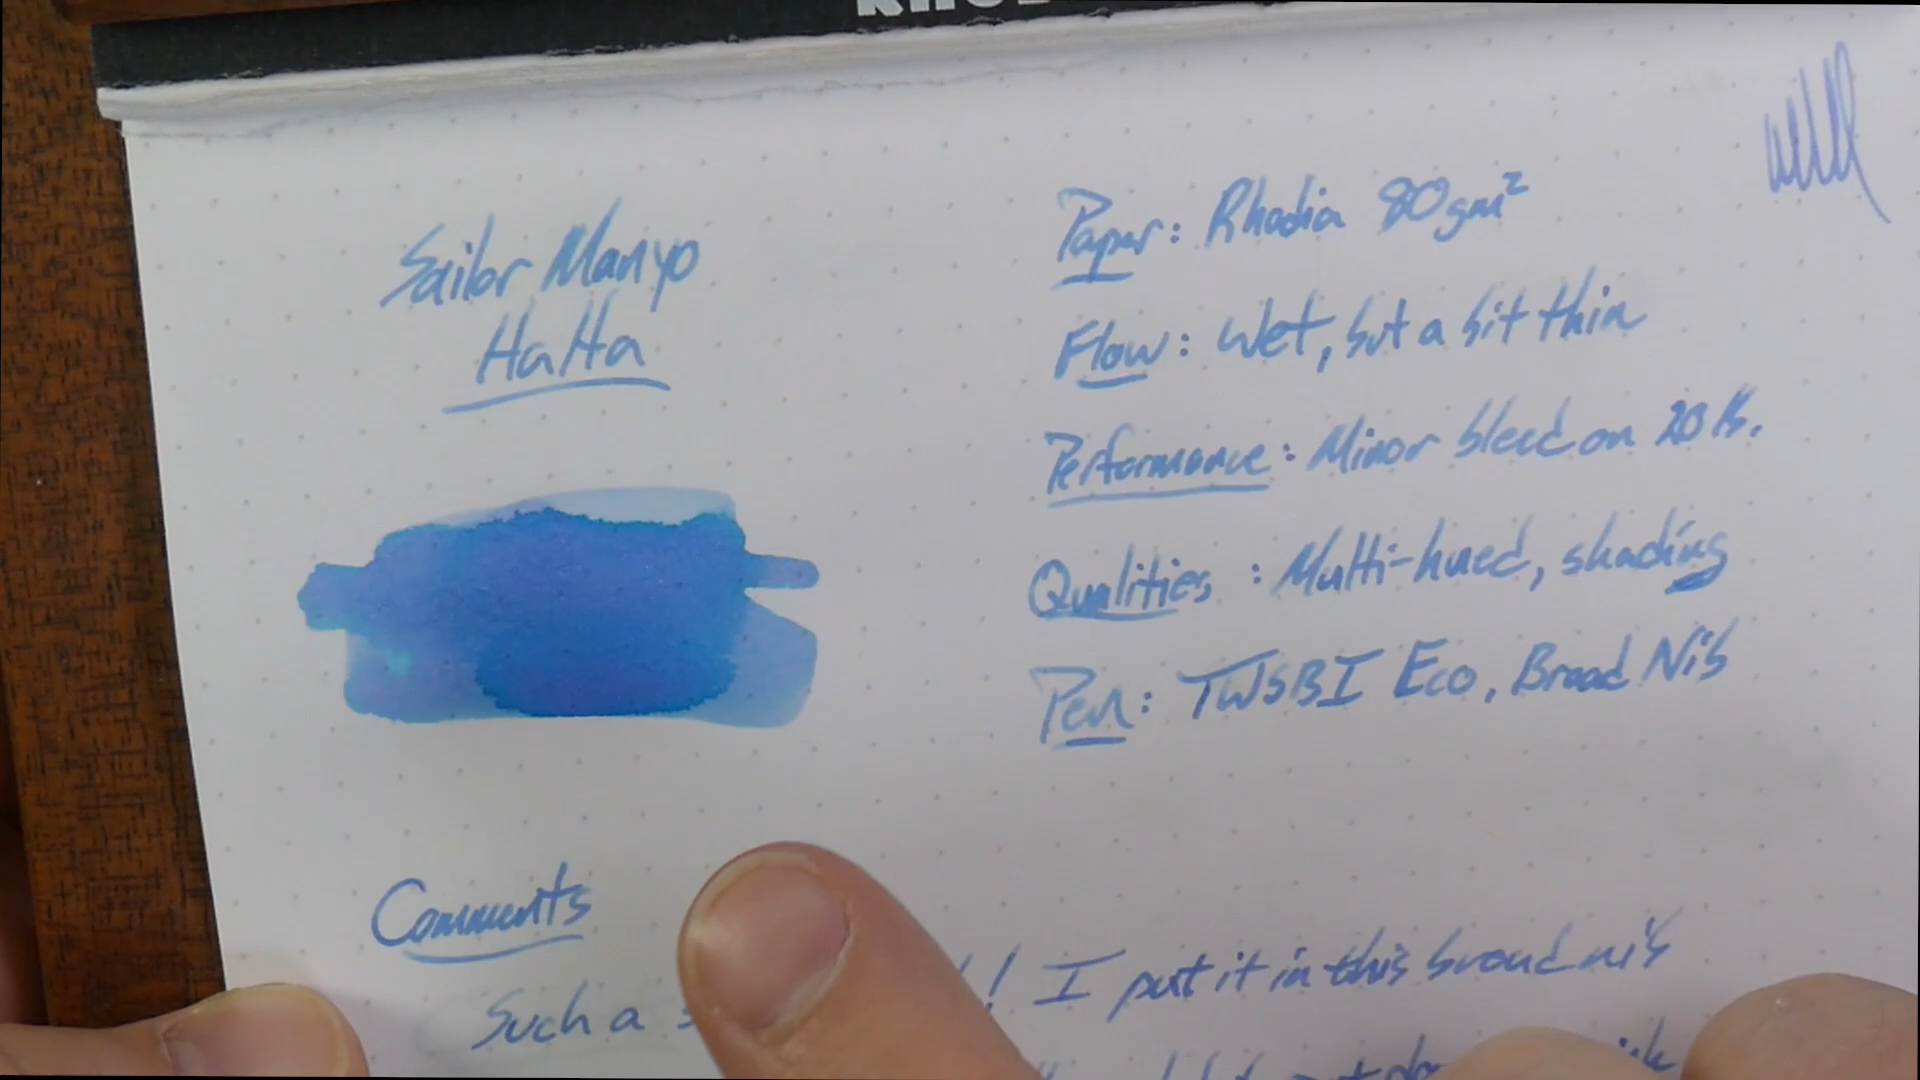 Sailor Manyo
HaHa
Paper: Rhodia 80gm²
Flow: Wet, but a bit thin
Performance: Minor bleed on 20 lb.
Qualities: Multi-hued, shading
Pen: TWSBI Eco, Broad Nib
Comments
Such a ! I put it in this broad nib